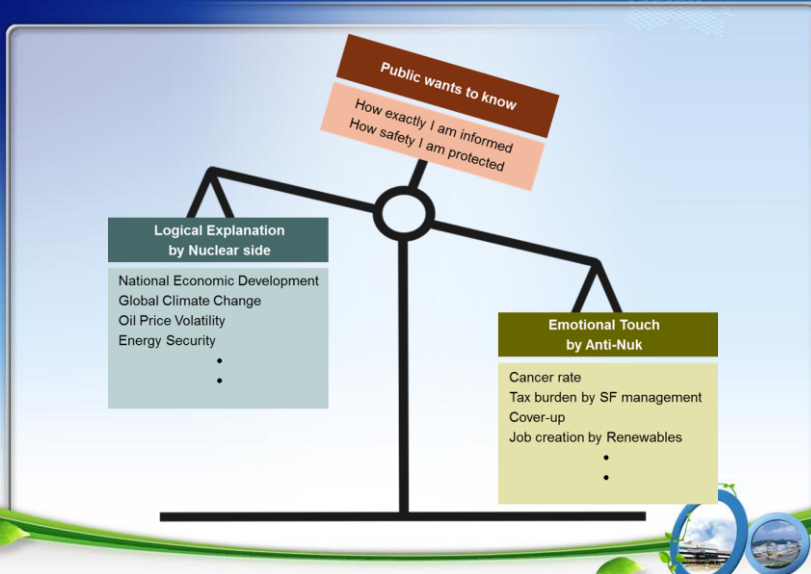 Public wants to know
How exactly I am informed
How safety I am protected
Logical Explanation
by Nuclear side
National Economic Development
Global Climate Change
Oil Price Volatility
Energy Security
•
•
Emotional Touch
by Anti-Nuk
Cancer rate
Tax burden by SF management
Cover-up
Job creation by Renewables
•
•